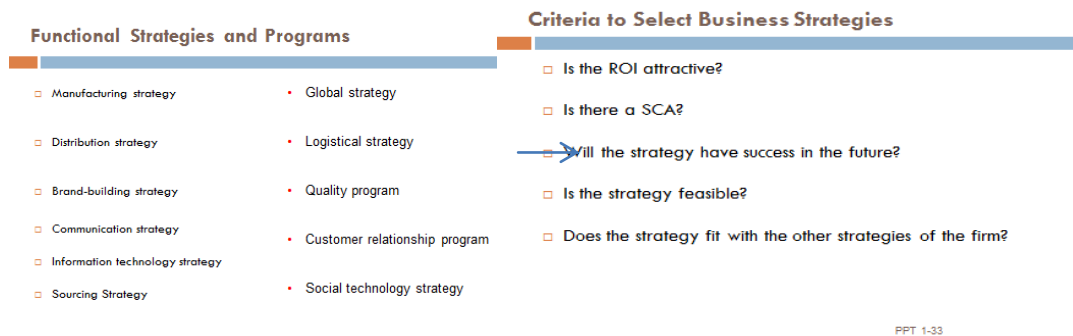 Functional Strategies and Programs
Manufacturing strategy
Distribution strategy
Brand-building strategy
Communication strategy
Information technology strategy
Sourcing Strategy
Global strategy
Logistical strategy
Quality program
Customer relationship program
Social technology strategy
Criteria to Select Business Strategies
Is the ROI attractive?
Is there a SCA?
Will the strategy have success in the future?
Is the strategy feasible?
Does the strategy fit with the other strategies of the firm?
PPT 1-33